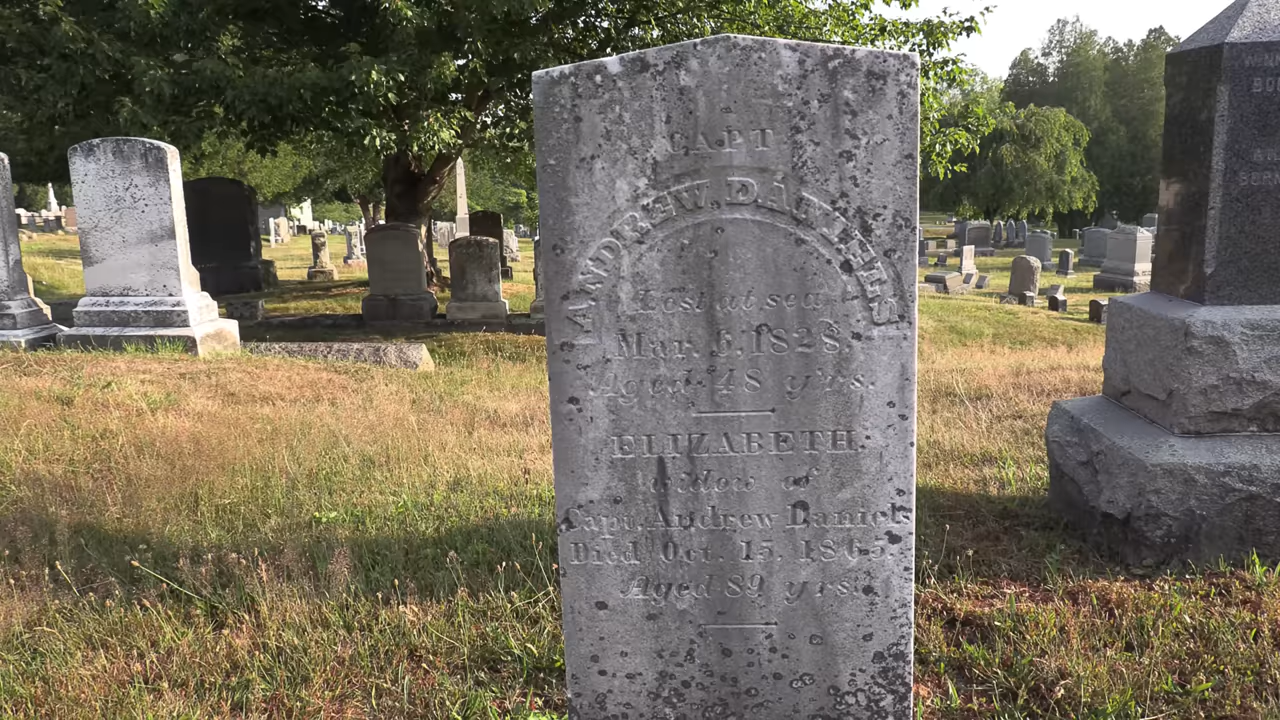 CAPT
ANDREW. DANIELS
Lost at sea
Mar. 6, 1828.
Aged 48 y'rs.
ELIZABETH.
widow of
Capt. Andrew Daniels
Died Oct. 15, 1865.
Aged 89 yrs.